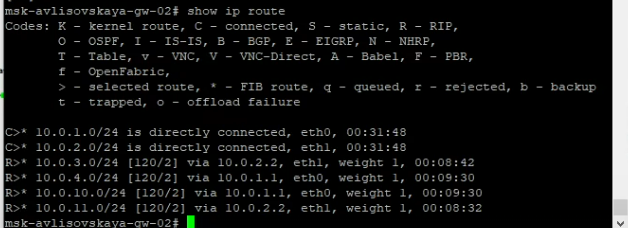 msk-avlisovskaya-gw-02# show ip route
Codes: K - kernel route, C - connected, S - static, R - RIP,
O - OSPF, I - IS-IS, B - BGP, E - EIGRP, N - NHRP,
T - Table, v - VNC, V - VNC-Direct, A - Babel, F - PBR,
f - OpenFabric,
> - selected route, * - FIB route, q - queued, r - rejected, b - backup
t - trapped, o - offload failure
C>* 10.0.1.0/24 is directly connected, eth0, 00:31:48
C>* 10.0.2.0/24 is directly connected, eth1, 00:31:48
R>* 10.0.3.0/24 [120/2] via 10.0.2.2, eth1, weight 1, 00:08:42
R>* 10.0.4.0/24 [120/2] via 10.0.1.1, eth0, weight 1, 00:09:30
R>* 10.0.10.0/24 [120/2] via 10.0.1.1, eth0, weight 1, 00:09:30
R>* 10.0.11.0/24 [120/2] via 10.0.2.2, eth1, weight 1, 00:08:32
msk-avlisovskaya-gw-02#